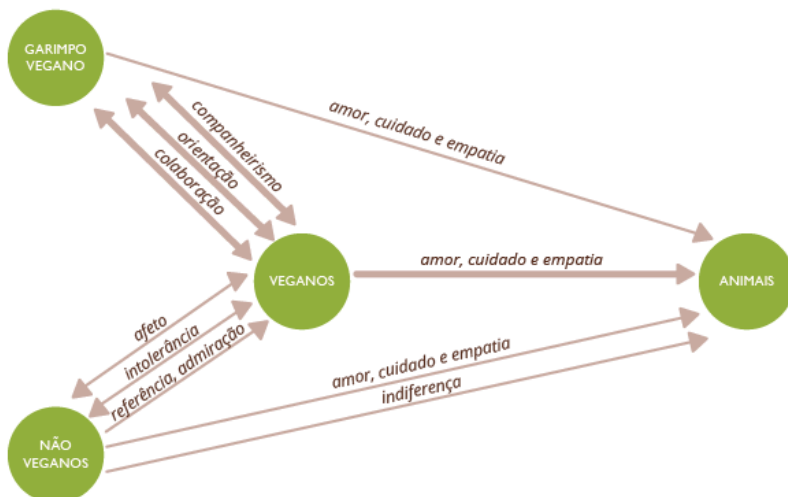 GARIMPO
VEGANO
amor, cuidado e empatia
companheirismo
orientação
colaboração
VEGANOS
amor, cuidado e empatia
ANIMAIS
afeto
intolerância
referência, admiração
amor, cuidado e empatia
indiferença
NÃO
VEGANOS